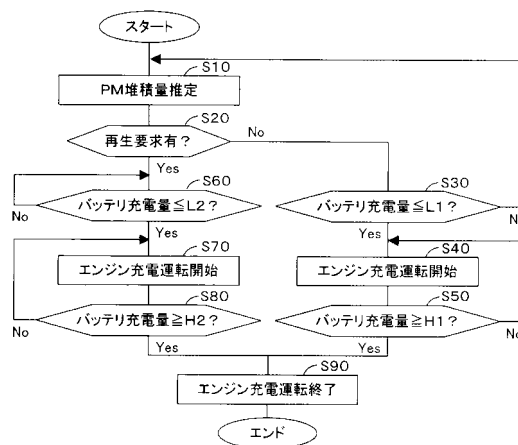 スタート
S10
PM堆積量推定
S20
再生要求有?
No
Yes
S60
バッテリ充電量≦L2?
No
Yes
S30
バッテリ充電量≦L1?
No
Yes
S70
エンジン充電運転開始
S40
エンジン充電運転開始
S80
バッテリ充電量≧H2?
No
Yes
S50
バッテリ充電量≧H1?
No
Yes
S90
エンジン充電運転終了
エンド